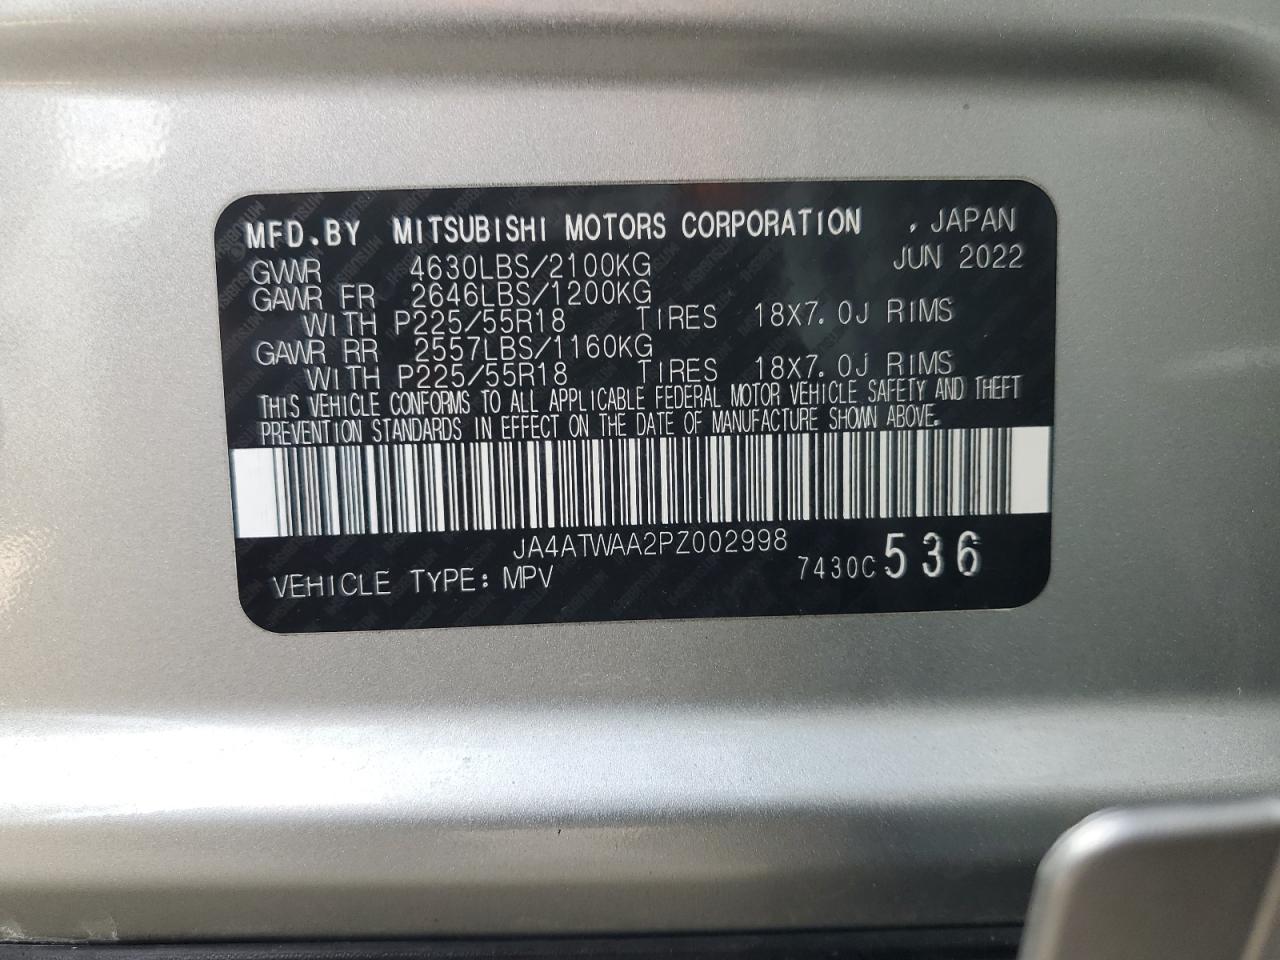 MFD.BY MITSUBISHI MOTORS CORPORATION , JAPAN
GVWR 4630LBS/2100KG JUN 2022
GAWR FR 2646LBS/1200KG
WITH P225/55R18 TIRES 18X7.0J RIMS
GAWR RR 2557LBS/1160KG
WITH P225/55R18 TIRES 18X7.0J RIMS
THIS VEHICLE CONFORMS TO ALL APPLICABLE FEDERAL MOTOR VEHICLE SAFETY AND THEFT
PREVENTION STANDARDS IN EFFECT ON THE DATE OF MANUFACTURE SHOWN ABOVE.
JA4ATWAA2PZ002998
VEHICLE TYPE: MPV 7430C 536